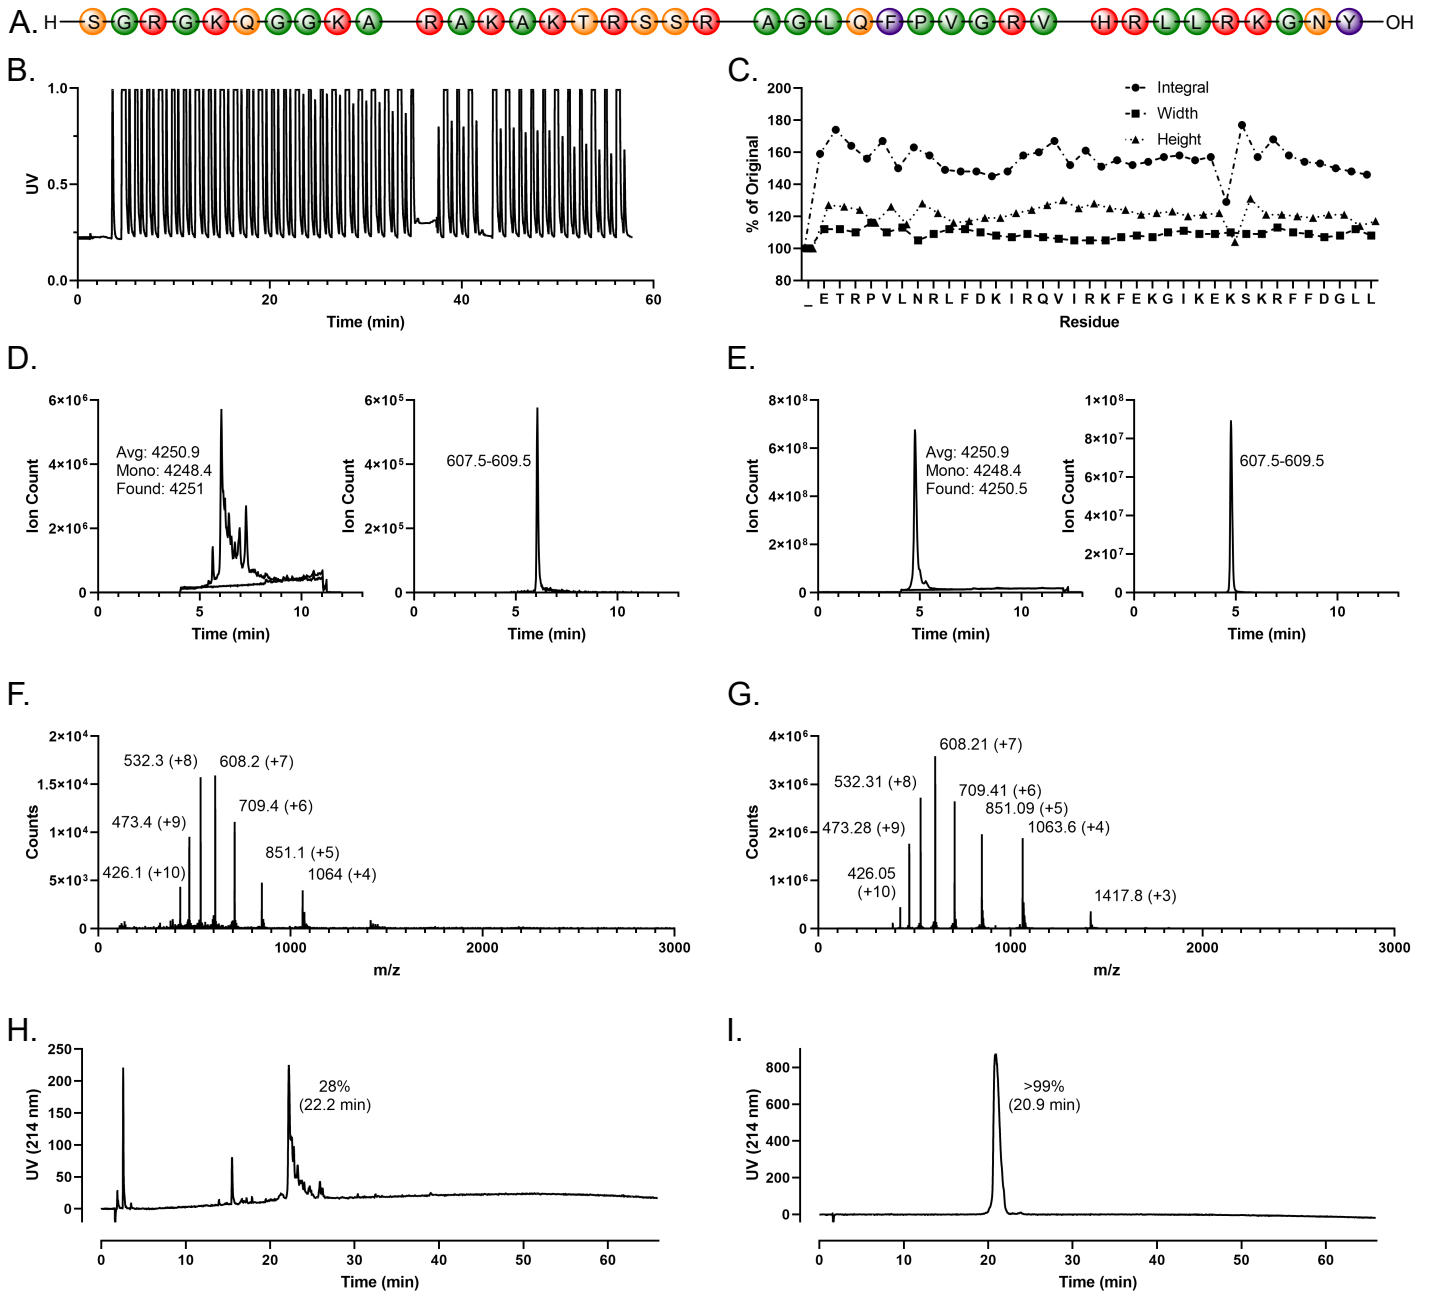 A. H SGRGKQGGKA RAKAKTRSSR AGLQFPVGRV HRLLRKGNY OH
B.
1.0
0.5
0.0
UV
0 20 40 60
Time (min)
C.
Integral
Width
Height
200
180
160
140
120
100
80
% of Original
_ E T R P V L N R L F D K I R Q V I R K F E K G I K E K S K R F F D G L L
Residue
D.
6×10⁶
4×10⁶
2×10⁶
0
Ion Count
Avg: 4250.9
Mono: 4248.4
Found: 4251
0 5 10
Time (min)
6×10⁵
4×10⁵
2×10⁵
0
Ion Count
607.5-609.5
0 5 10
Time (min)
E.
8×10⁸
6×10⁸
4×10⁸
2×10⁸
0
Ion Count
Avg: 4250.9
Mono: 4248.4
Found: 4250.5
0 5 10
Time (min)
1×10⁸
8×10⁷
6×10⁷
4×10⁷
2×10⁷
0
Ion Count
607.5-609.5
0 5 10
Time (min)
F.
2×10⁴
1.5×10⁴
1×10⁴
5×10³
0
Counts
532.3 (+8)
608.2 (+7)
709.4 (+6)
473.4 (+9)
851.1 (+5)
426.1 (+10)
1064 (+4)
0 1000 2000 3000
m/z
G.
4×10⁶
3×10⁶
2×10⁶
1×10⁶
0
Counts
608.21 (+7)
532.31 (+8)
709.41 (+6)
851.09 (+5)
473.28 (+9)
1063.6 (+4)
426.05
(+10)
1417.8 (+3)
0 1000 2000 3000
m/z
H.
250
200
150
100
50
0
UV (214 nm)
28%
(22.2 min)
0 10 20 30 40 50 60
Time (min)
I.
800
600
400
200
0
UV (214 nm)
>99%
(20.9 min)
0 10 20 30 40 50 60
Time (min)